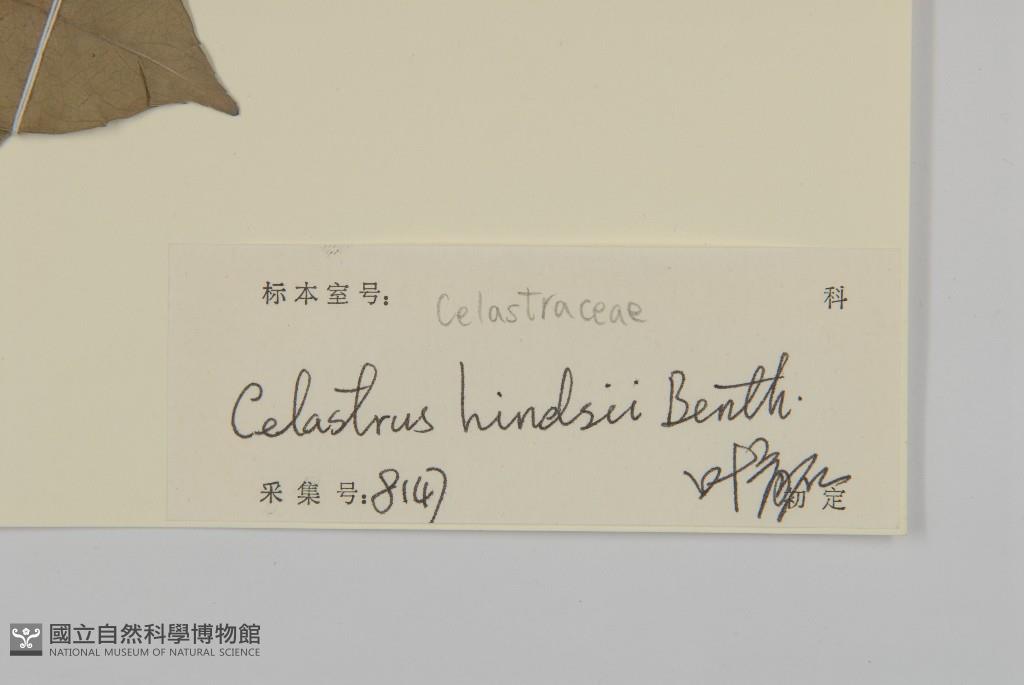 标本室号: Celastraceae 科
Celastrus hindsii Benth.
采集号:8147 初定
國立自然科學博物館
NATIONAL MUSEUM OF NATURAL SCIENCE